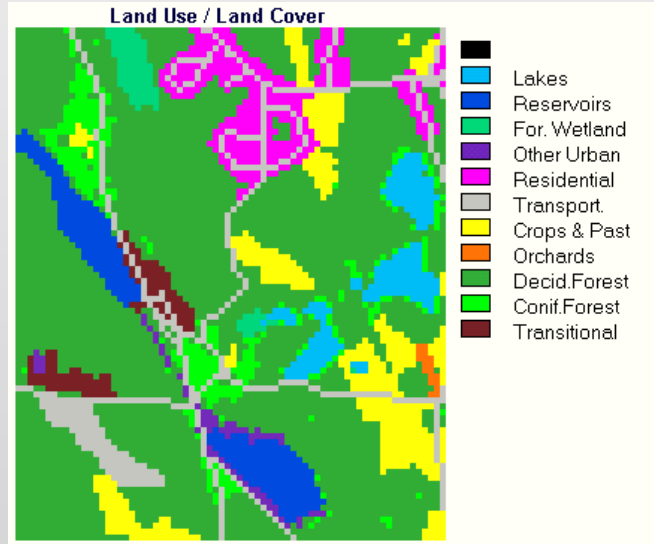 Land Use / Land Cover
Lakes
Reservoirs
For. Wetland
Other Urban
Residential
Transport.
Crops & Past
Orchards
Decid.Forest
Conif.Forest
Transitional